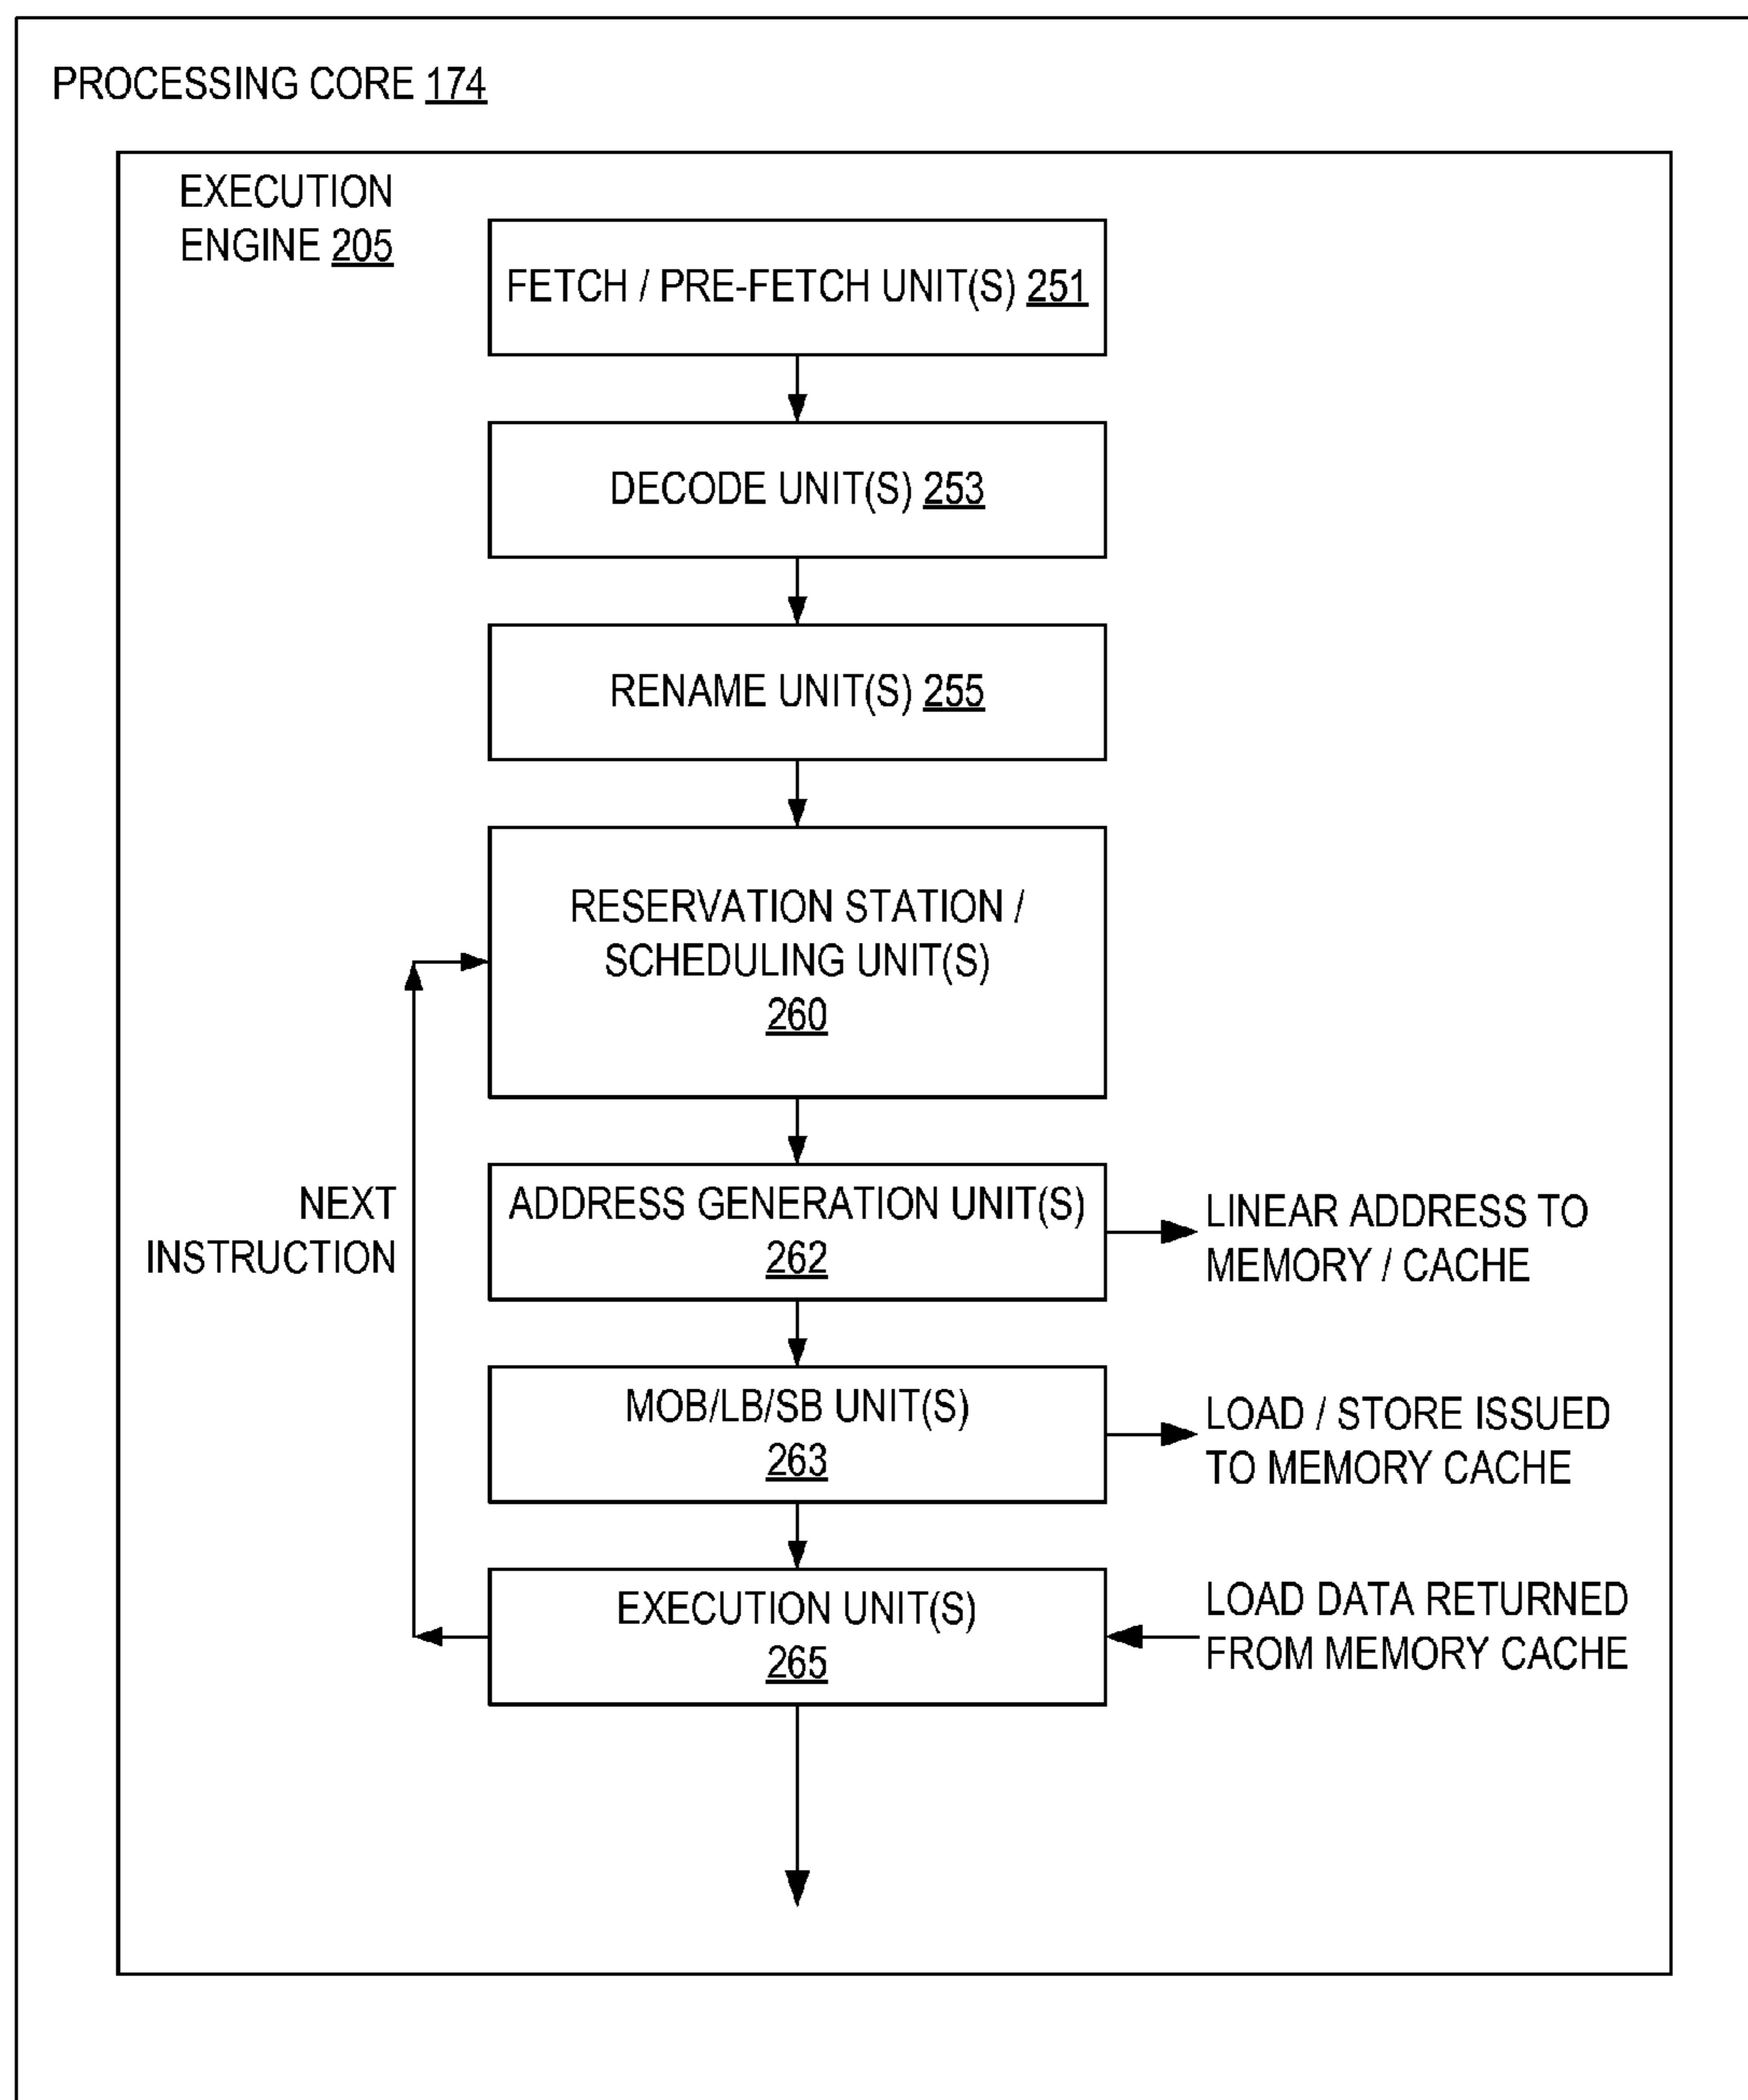 PROCESSING CORE 174
EXECUTION
ENGINE 205
FETCH / PRE-FETCH UNIT(S) 251
DECODE UNIT(S) 253
RENAME UNIT(S) 255
RESERVATION STATION /
SCHEDULING UNIT(S)
260
NEXT
INSTRUCTION
ADDRESS GENERATION UNIT(S)
262
LINEAR ADDRESS TO
MEMORY / CACHE
MOB/LB/SB UNIT(S)
263
LOAD / STORE ISSUED
TO MEMORY CACHE
EXECUTION UNIT(S)
265
LOAD DATA RETURNED
FROM MEMORY CACHE